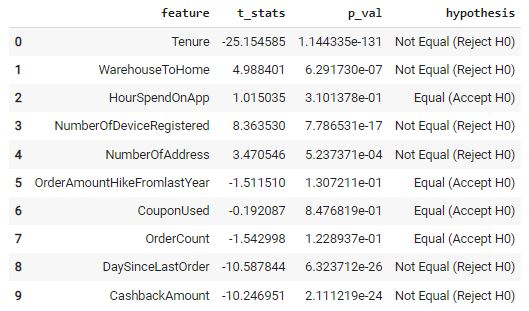 feature t_stats p_val hypothesis
0 Tenure -25.154585 1.144335e-131 Not Equal (Reject H0)
1 WarehouseToHome 4.988401 6.291730e-07 Not Equal (Reject H0)
2 HourSpendOnApp 1.015035 3.101378e-01 Equal (Accept H0)
3 NumberOfDeviceRegistered 8.363530 7.786531e-17 Not Equal (Reject H0)
4 NumberOfAddress 3.470546 5.237371e-04 Not Equal (Reject H0)
5 OrderAmountHikeFromlastYear -1.511510 1.307211e-01 Equal (Accept H0)
6 CouponUsed -0.192087 8.476819e-01 Equal (Accept H0)
7 OrderCount -1.542998 1.228937e-01 Equal (Accept H0)
8 DaySinceLastOrder -10.587844 6.323712e-26 Not Equal (Reject H0)
9 CashbackAmount -10.246951 2.111219e-24 Not Equal (Reject H0)